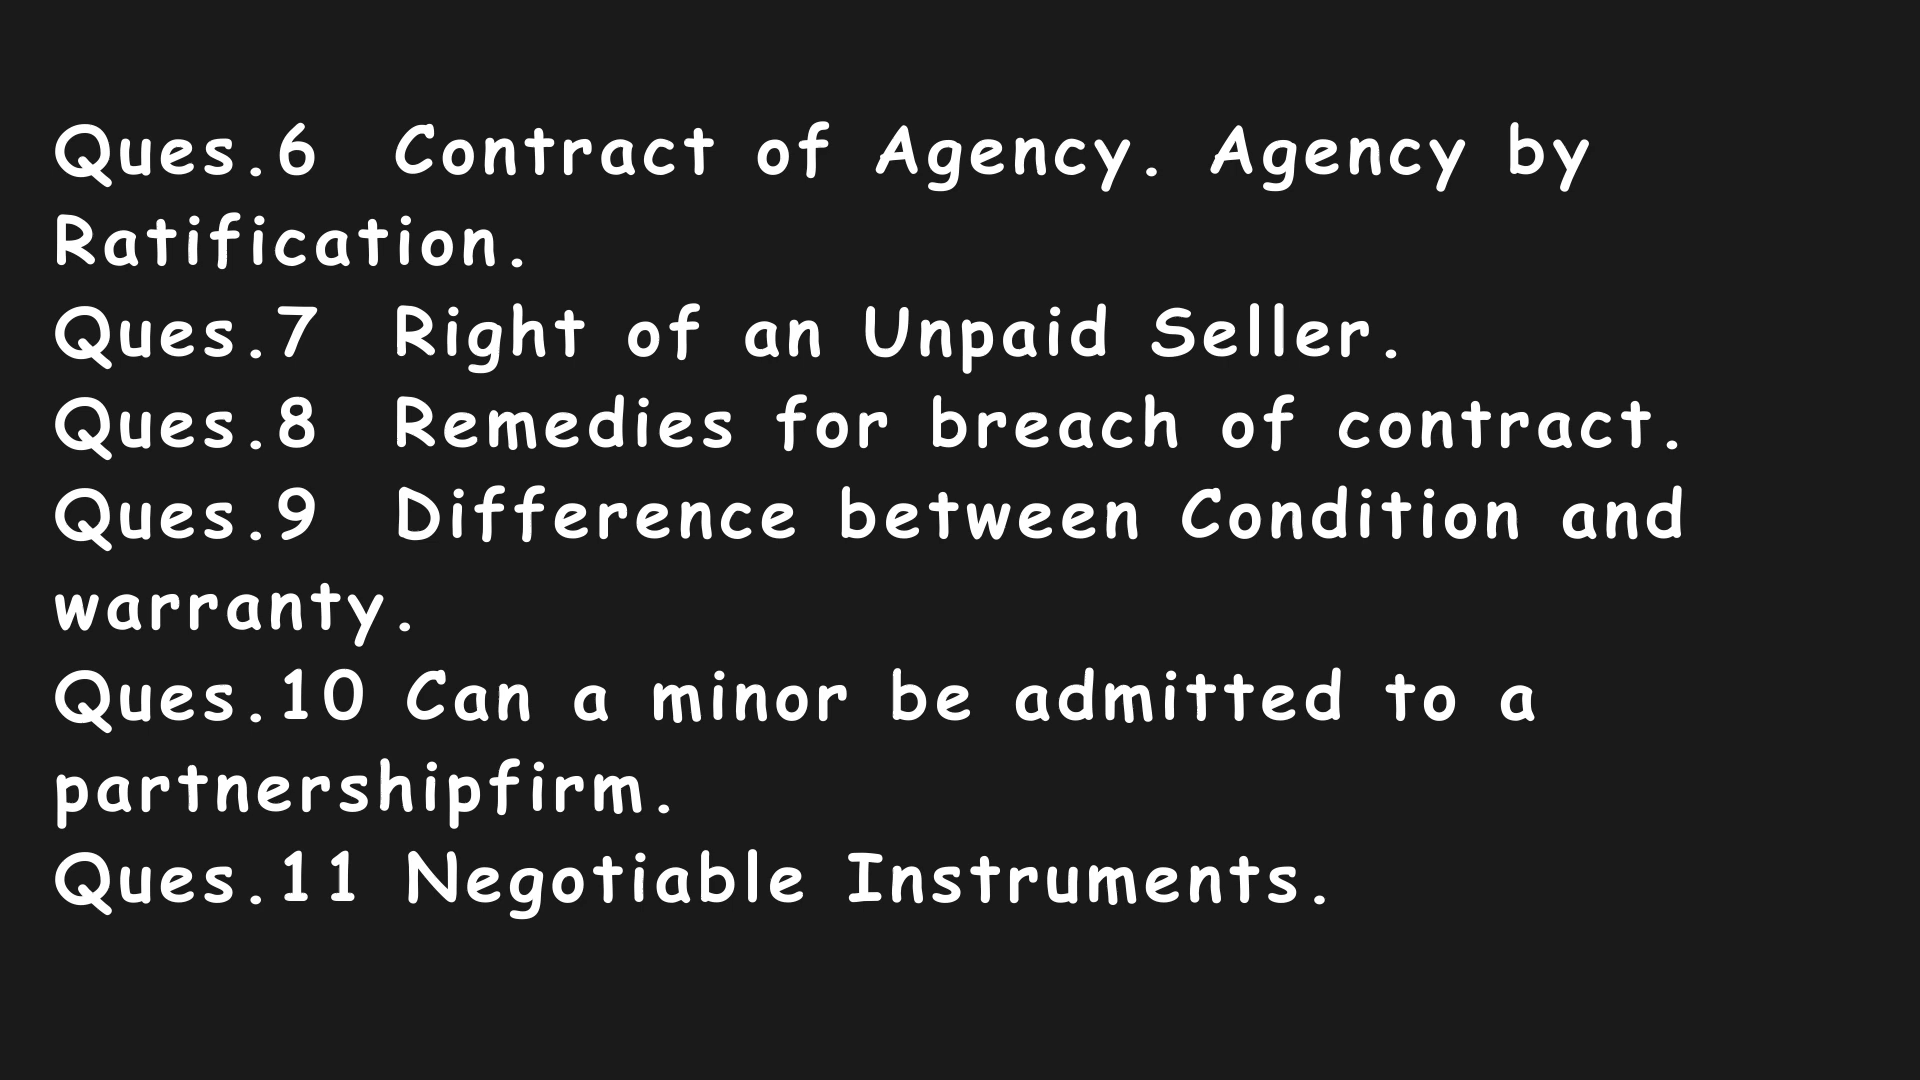 Ques.6  Contract of Agency. Agency by
Ratification.
Ques.7  Right of an Unpaid Seller.
Ques.8  Remedies for breach of contract.
Ques.9  Difference between Condition and
warranty.
Ques.10 Can a minor be admitted to a
partnershipfirm.
Ques.11 Negotiable Instruments.